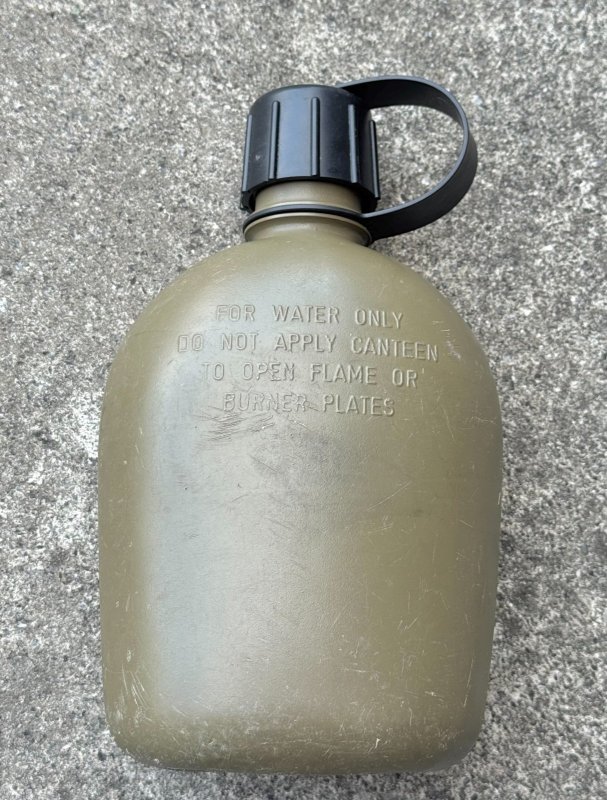 FOR WATER ONLY
DO NOT APPLY CANTEEN
TO OPEN FLAME OR
BURNER PLATES